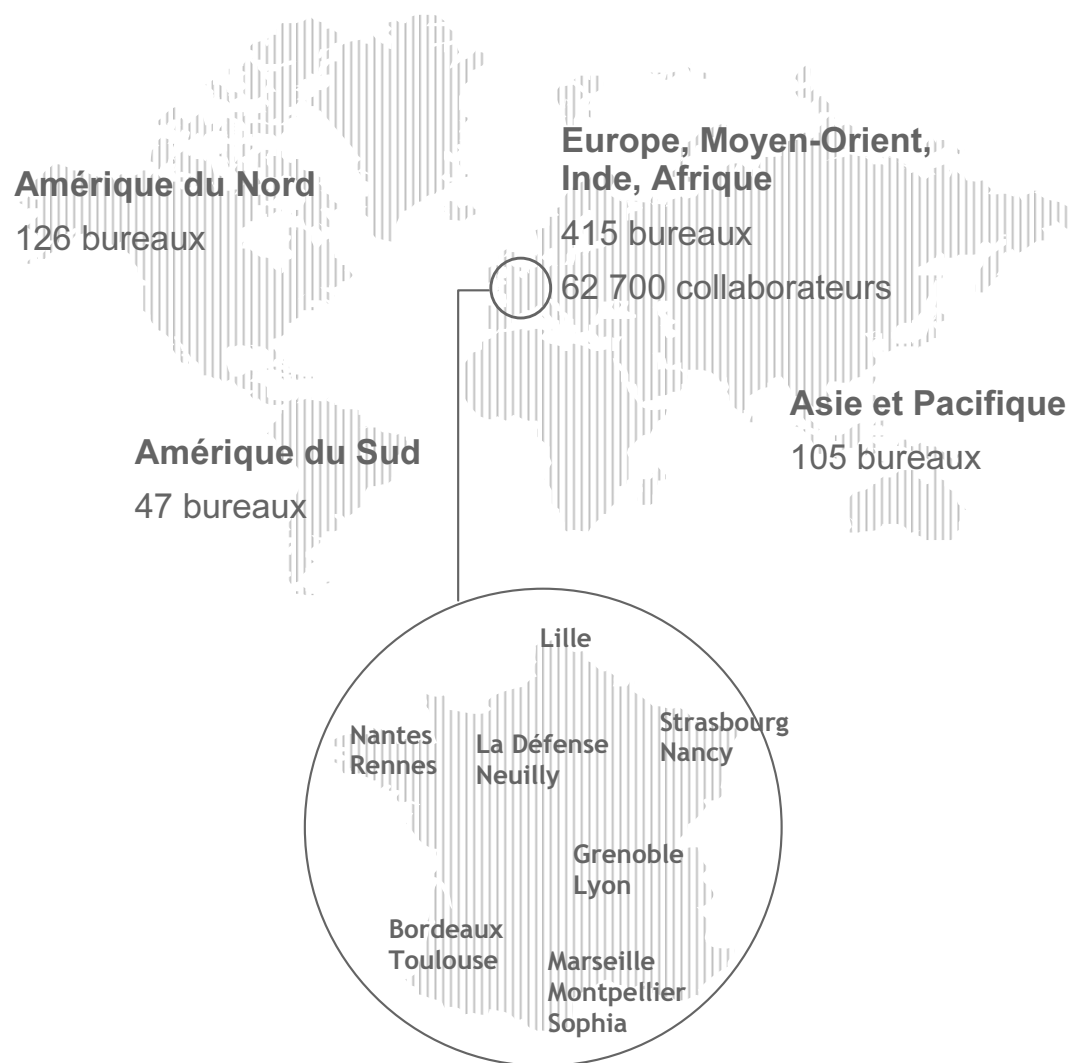 Europe, Moyen-Orient,
Inde, Afrique
415 bureaux
62 700 collaborateurs
Amérique du Nord
126 bureaux
Asie et Pacifique
105 bureaux
Amérique du Sud
47 bureaux
Lille
Nantes
Rennes
La Défense
Neuilly
Strasbourg
Nancy
Grenoble
Lyon
Bordeaux
Toulouse
Marseille
Montpellier
Sophia